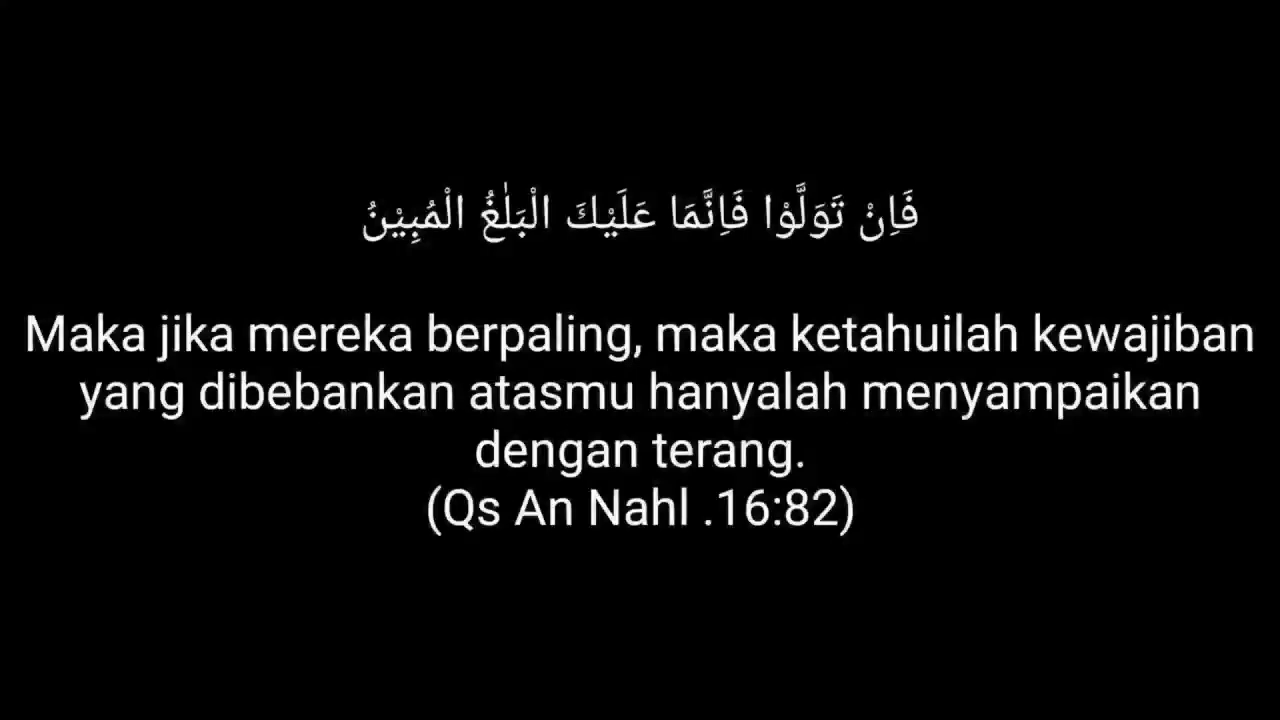 فَاِنْ تَوَلَّوْا فَاِنَّمَا عَلَيْكَ الْبَلٰغُ الْمُبِيْنُ
Maka jika mereka berpaling, maka ketahuilah kewajiban
yang dibebankan atasmu hanyalah menyampaikan
dengan terang.
(Qs An Nahl .16:82)